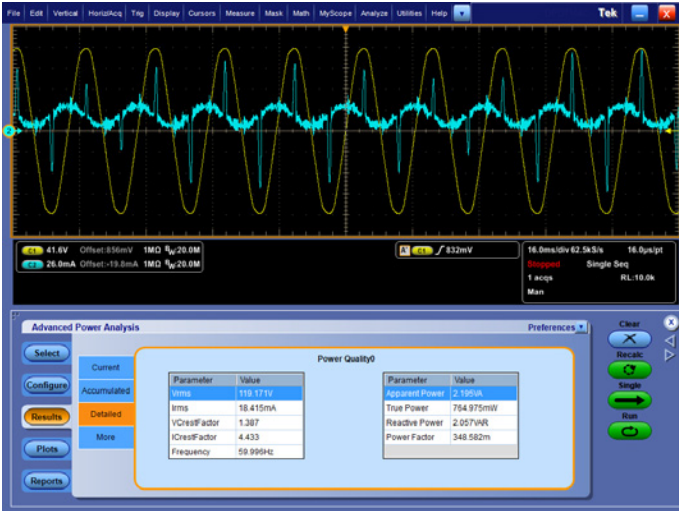 File Edit Vertical Horiz/Acq Trig Display Cursors Measure Mask Math MyScope Analyze Utilities Help Tek X
2
C1 41.6V Offset:856mV 1MΩ BW:20.0M
C2 26.0mA Offset:-19.8mA 1MΩ BW:20.0M
A' C1 832mV
16.0ms/div 62.5kS/s 16.0µs/pt
Stopped Single Seq
1 acqs RL:10.0k
Man
Advanced Power Analysis
Preferences
Clear
X
Select
Configure
Results
Plots
Reports
Current
Accumulated
Detailed
More
Power Quality0
Parameter Value
Vrms 119.171V
Irms 18.415mA
VCrestFactor 1.387
ICrestFactor 4.433
Frequency 59.996Hz
Parameter Value
Apparent Power 2.195VA
True Power 764.975mW
Reactive Power 2.057VAR
Power Factor 348.582m
Recalc
Single
Run